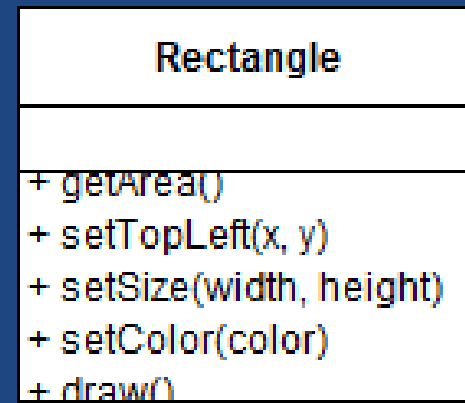 Rectangle
+ getArea()
+ setTopLeft(x, y)
+ setSize(width, height)
+ setColor(color)
+ draw()